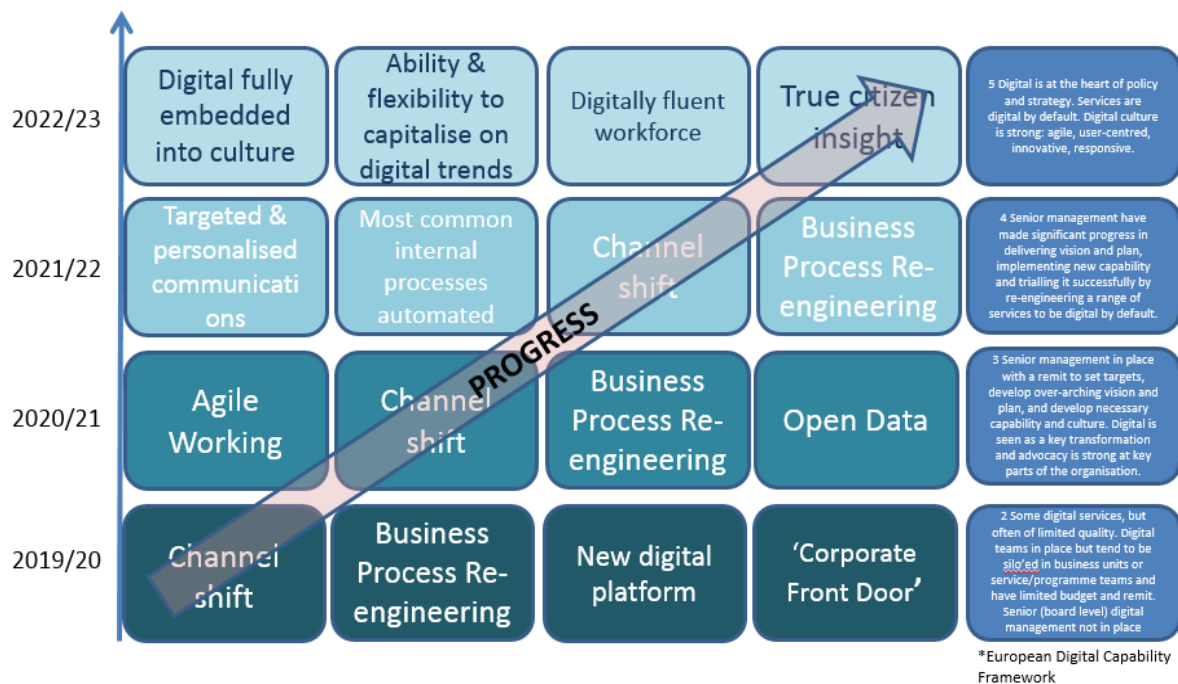 2022/23
Digital fully
embedded
into culture
Ability &
flexibility to
capitalise on
digital trends
Digitally fluent
workforce
True citizen
insight
5 Digital is at the heart of policy
and strategy. Services are
digital by default. Digital culture
is strong: agile, user-centred,
innovative, responsive.
2021/22
Targeted &
personalised
communicati
ons
Most common
internal
processes
automated
Channel
shift
Business
Process Re-
engineering
4 Senior management have
made significant progress in
delivering vision and plan,
implementing new capability
and trialling it successfully by
re-engineering a range of
services to be digital by default.
PROGRESS
2020/21
Agile
Working
Channel
shift
Business
Process Re-
engineering
Open Data
3 Senior management in place
with a remit to set targets,
develop over-arching vision and
plan, and develop necessary
capability and culture. Digital is
seen as a key transformation
and advocacy is strong at key
parts of the organisation.
2019/20
Channel
shift
Business
Process Re-
engineering
New digital
platform
‘Corporate
Front Door’
2 Some digital services, but
often of limited quality. Digital
teams in place but tend to be
silo’ed in business units or
service/programme teams and
have limited budget and remit.
Senior (board level) digital
management not in place
*European Digital Capability
Framework